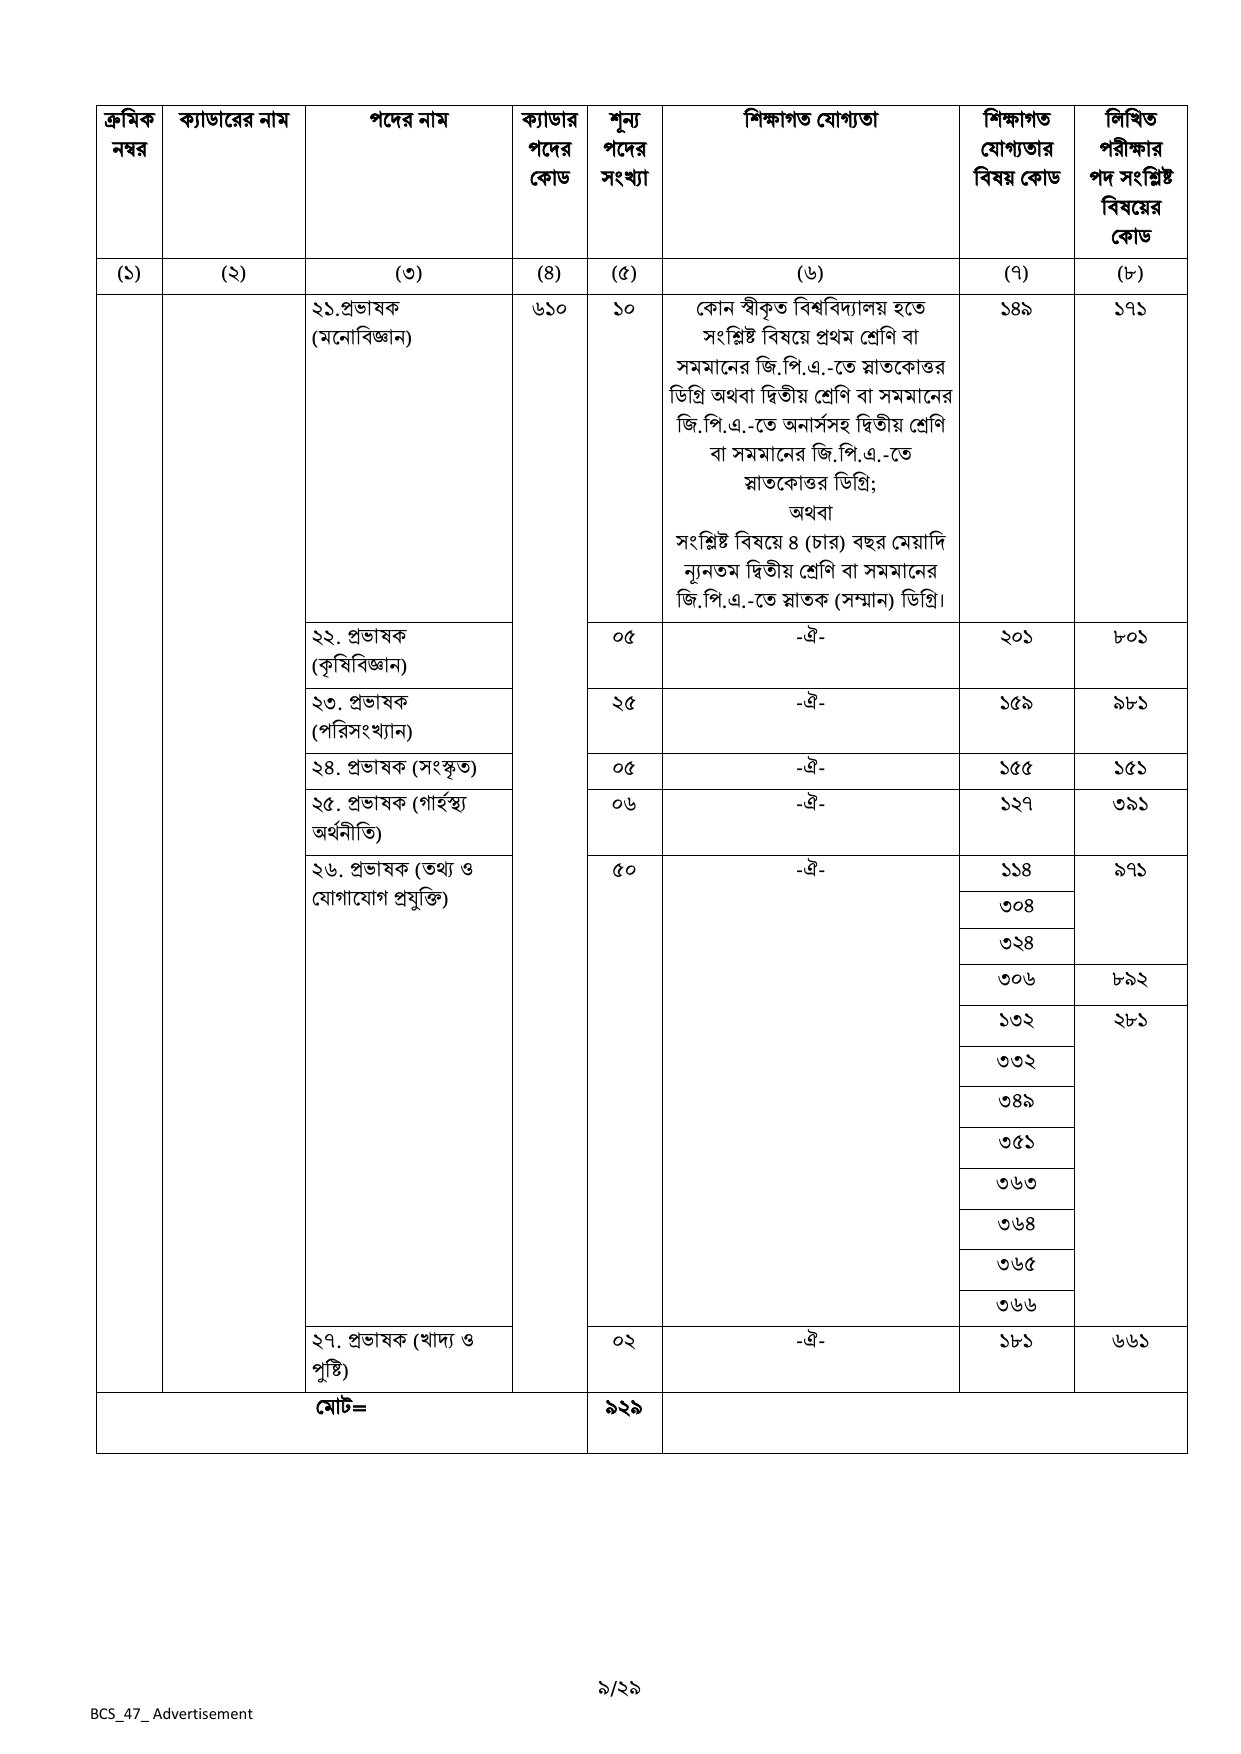 ক্রমিক নম্বর	ক্যাডারের নাম	পদের নাম	ক্যাডার পদের কোড	শূন্য পদের সংখ্যা	শিক্ষাগত যোগ্যতা	শিক্ষাগত যোগ্যতার বিষয় কোড	লিখিত পরীক্ষার পদ সংশ্লিষ্ট বিষয়ের কোড
(১)	(২)	(৩)	(৪)	(৫)	(৬)	(৭)	(৮)
২১.প্রভাষক
(মনোবিজ্ঞান)
৬১০
১০
কোন স্বীকৃত বিশ্ববিদ্যালয় হতে
সংশ্লিষ্ট বিষয়ে প্রথম শ্রেণি বা
সমমানের জি.পি.এ.-তে স্নাতকোত্তর
ডিগ্রি অথবা দ্বিতীয় শ্রেণি বা সমমানের
জি.পি.এ.-তে অনার্সসহ দ্বিতীয় শ্রেণি
বা সমমানের জি.পি.এ.-তে
স্নাতকোত্তর ডিগ্রি;
অথবা
সংশ্লিষ্ট বিষয়ে ৪ (চার) বছর মেয়াদি
ন্যূনতম দ্বিতীয় শ্রেণি বা সমমানের
জি.পি.এ.-তে স্নাতক (সম্মান) ডিগ্রি।
১৪৯
১৭১
২২. প্রভাষক
(কৃষিবিজ্ঞান)
০৫
-ঐ-
২০১
৮০১
২৩. প্রভাষক
(পরিসংখ্যান)
২৫
-ঐ-
১৫৯
৯৮১
২৪. প্রভাষক (সংস্কৃত)
০৫
-ঐ-
১৫৫
১৫১
২৫. প্রভাষক (গার্হস্থ্য
অর্থনীতি)
০৬
-ঐ-
১২৭
৩৯১
২৬. প্রভাষক (তথ্য ও
যোগাযোগ প্রযুক্তি)
৫০
-ঐ-
১১৪
৯৭১
৩০৪
৩২৪
৩০৬
৮৯২
১৩২
২৮১
৩৩২
৩৪৯
৩৫১
৩৬৩
৩৬৪
৩৬৫
৩৬৬
২৭. প্রভাষক (খাদ্য ও
পুষ্টি)
০২
-ঐ-
১৮১
৬৬১
মোট=
৯২৯
৯/২৯
BCS_47_ Advertisement